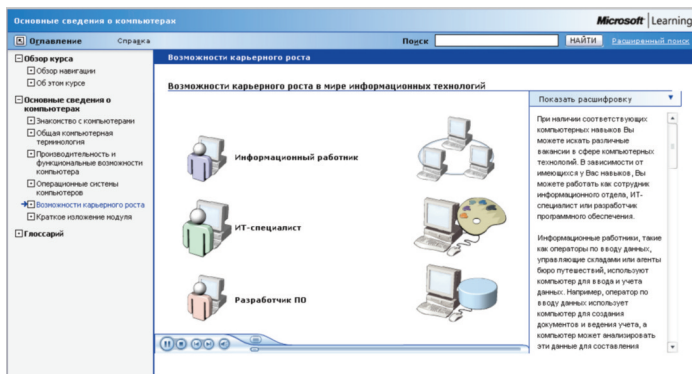 Основные сведения о компьютерах
Microsoft Learning
Оглавление Справка Поиск НАЙТИ Расширенный поиск
Обзор курса
Обзор навигации
Об этом курсе
Основные сведения о
компьютерах
Знакомство с компьютерами
Общая компьютерная
терминология
Производительность и
функциональные возможности
компьютера
Операционные системы
компьютеров
Возможности карьерного роста
Краткое изложение модуля
Глоссарий
Возможности карьерного роста
Возможности карьерного роста в мире информационных технологий
Информационный работник
ИТ-специалист
Разработчик ПО
Показать расшифровку
При наличии соответствующих
компьютерных навыков Вы
можете искать различные
вакансии в сфере компьютерных
технологий. В зависимости от
имеющихся у Вас навыков, Вы
можете работать как сотрудник
информационного отдела, ИТ-
специалист или разработчик
программного обеспечения.
Информационные работники, такие
как операторы по вводу данных,
управляющие складами или агенты
бюро путешествий, используют
компьютер для ввода и учета
данных. Например, оператор по
вводу данных использует
компьютер для создания
документов и ведения учета, а
компьютер может анализировать
эти данные для составления